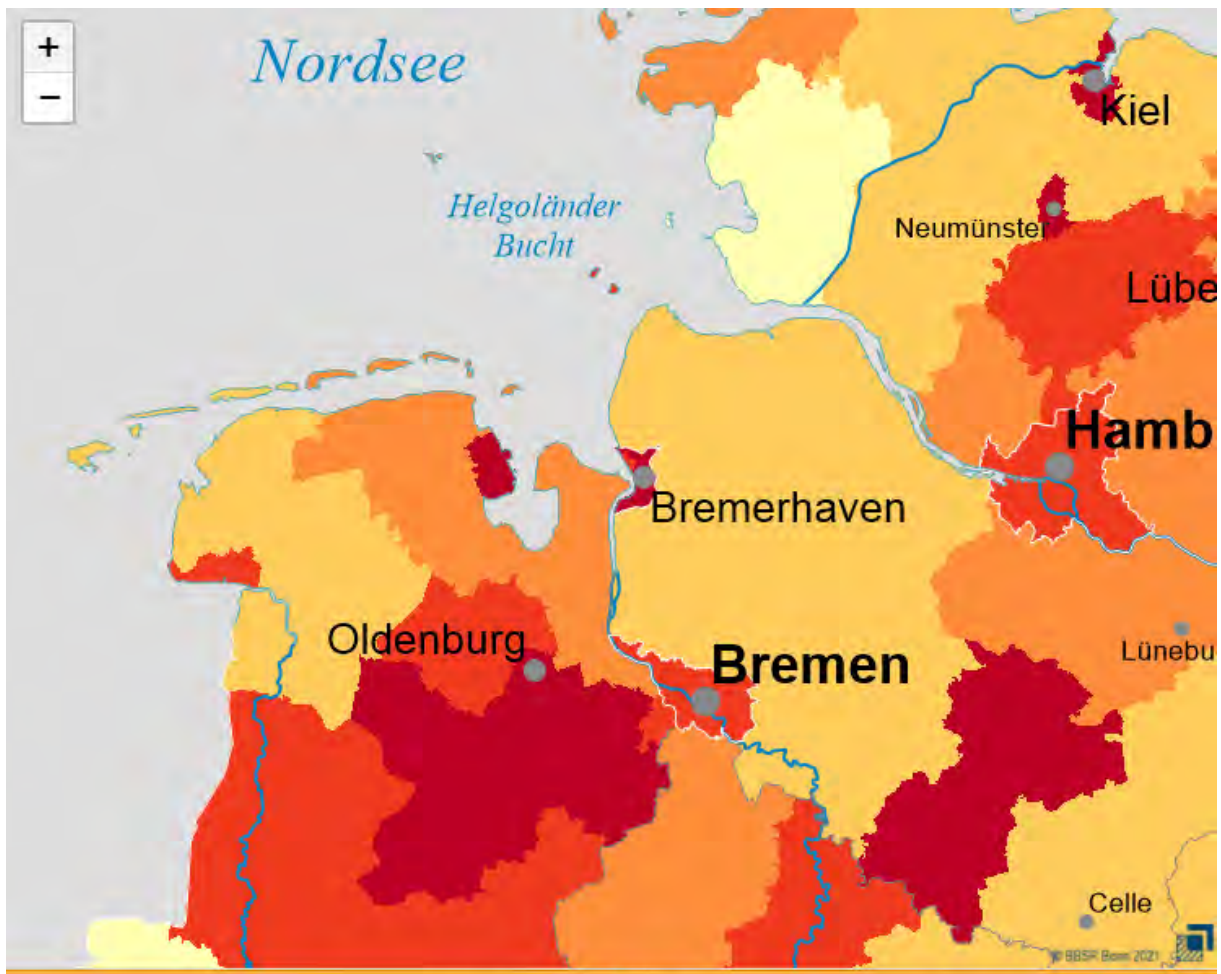 +
Nordsee
−
Kiel
Helgoländer
Bucht
Neumünster
Lübe
Hamb
Bremerhaven
Oldenburg
Bremen
Lünebu
Celle
© BBSR Bonn 2021